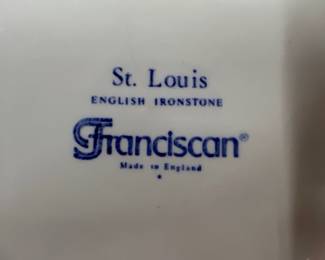 St. Louis
ENGLISH IRONSTONE
Franciscan®
Made in England